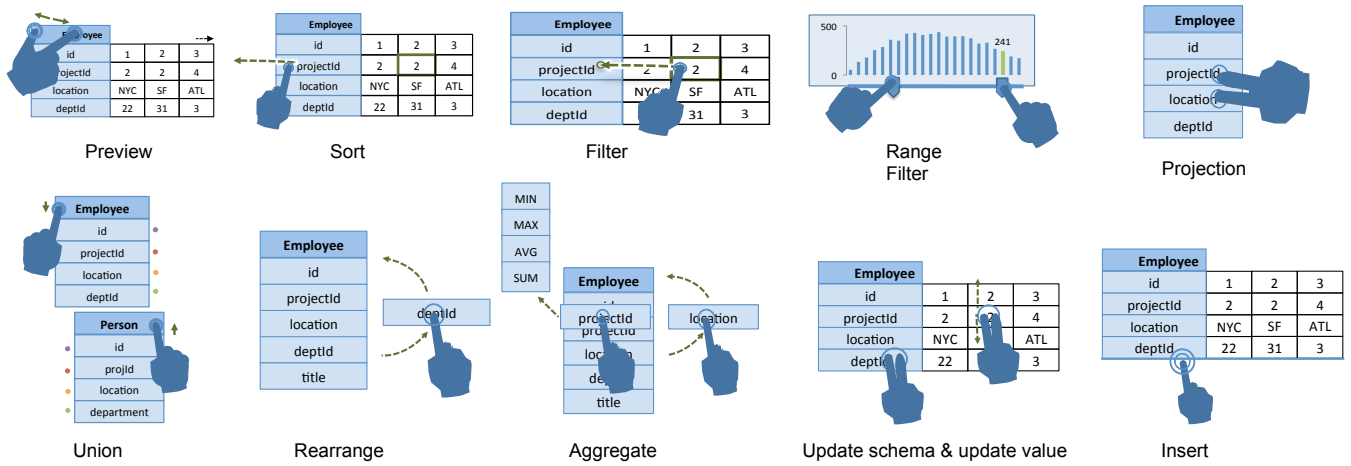 Employee
id 1 2 3
projectId 2 2 4
location NYC SF ATL
deptId 22 31 3
Preview
Employee
id 1 2 3
projectId 2 2 4
location NYC SF ATL
deptId 22 31 3
Sort
Employee
id 1 2 3
projectId 2 2 4
location NYC SF ATL
deptId 31 3
Filter
500
241
0
Range
Filter
Employee
id
projectId
location
deptId
Projection
Employee
id
projectId
location
deptId
Person
id
projId
location
department
Union
Employee
id
projectId
location
deptId
title
deptId
Rearrange
MIN
MAX
AVG
SUM
Employee
id
projectId
projectId
location
location
deptId
title
Aggregate
Employee
id 1 2 3
projectId 2 2 4
location NYC ATL
deptId 22 3
Update schema & update value
Employee
id 1 2 3
projectId 2 2 4
location NYC SF ATL
deptId 22 31 3
Insert